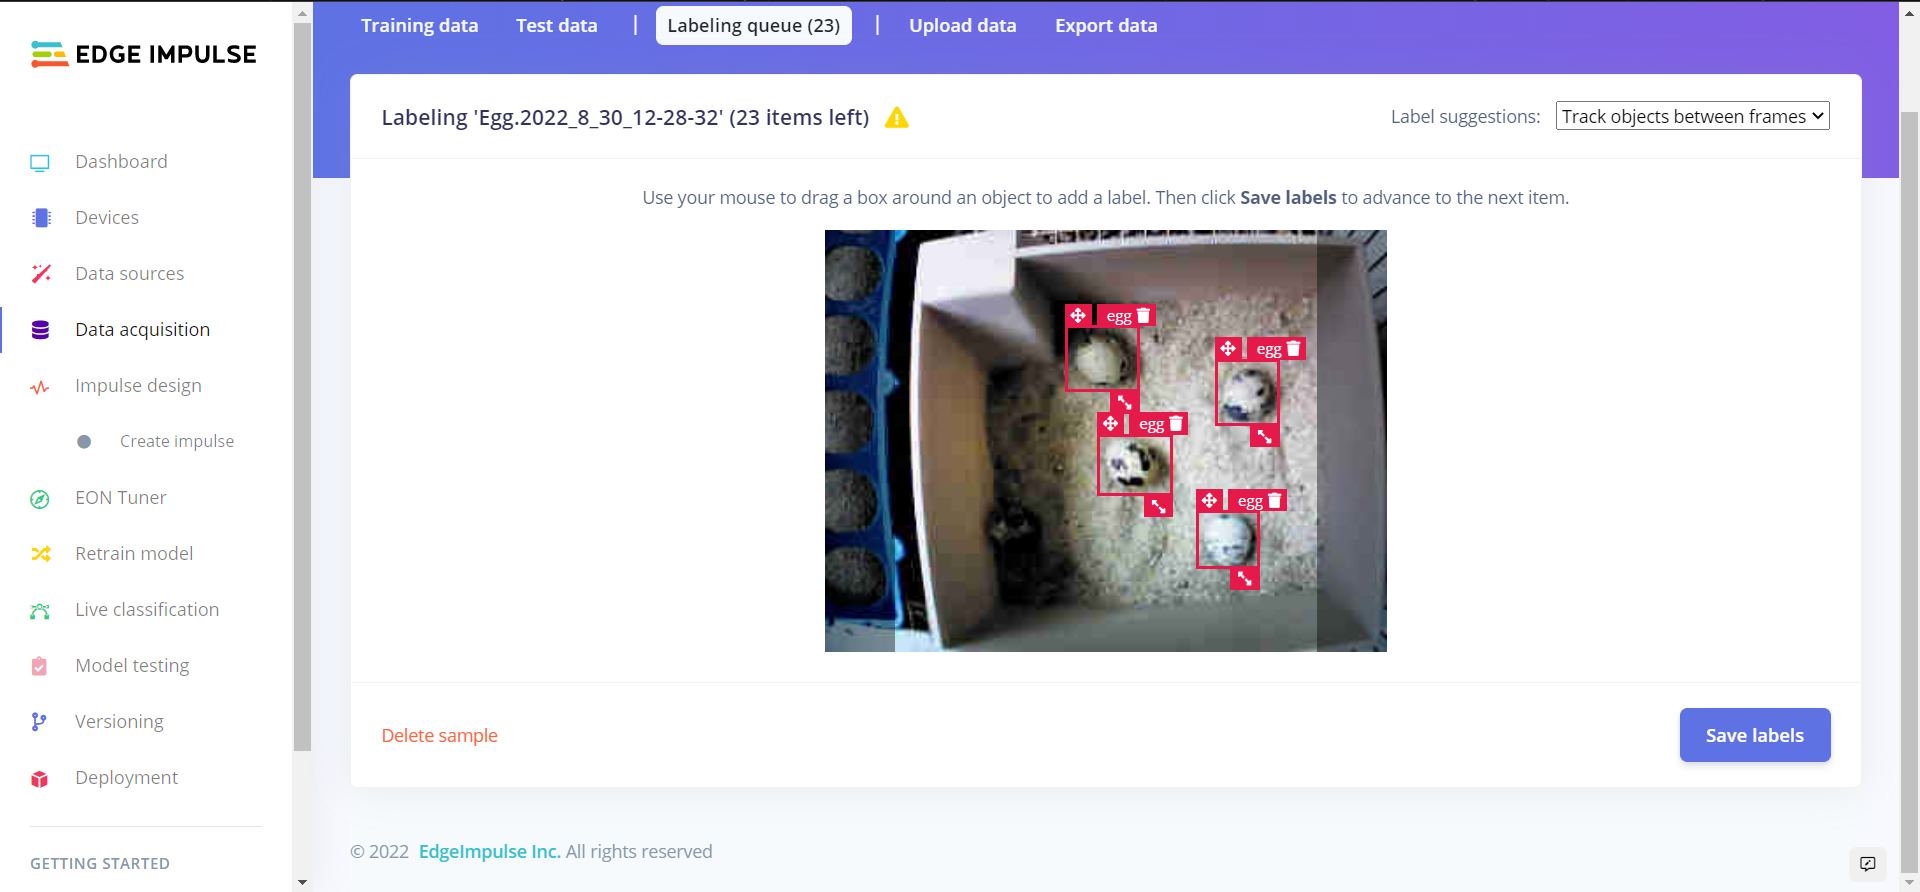 EDGE IMPULSE
Dashboard
Devices
Data sources
Data acquisition
Impulse design
Create impulse
EON Tuner
Retrain model
Live classification
Model testing
Versioning
Deployment
GETTING STARTED
Training data
Test data
|
Labeling queue (23)
|
Upload data
Export data
Labeling 'Egg.2022_8_30_12-28-32' (23 items left)
Label suggestions:
Track objects between frames
Use your mouse to drag a box around an object to add a label. Then click Save labels to advance to the next item.
egg
egg
egg
egg
Delete sample
Save labels
© 2022 EdgeImpulse Inc. All rights reserved